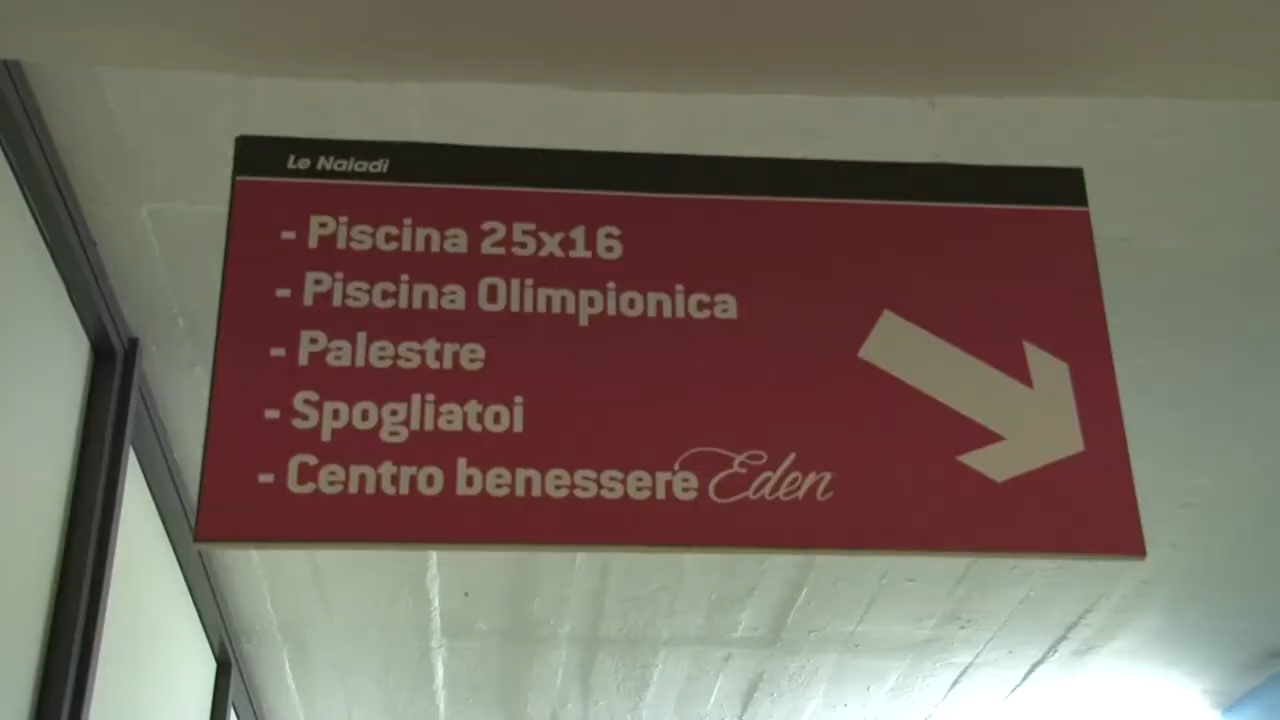 Le Naiadi
- Piscina 25x16
- Piscina Olimpionica
- Palestre
- Spogliatoi
- Centro benessere Eden